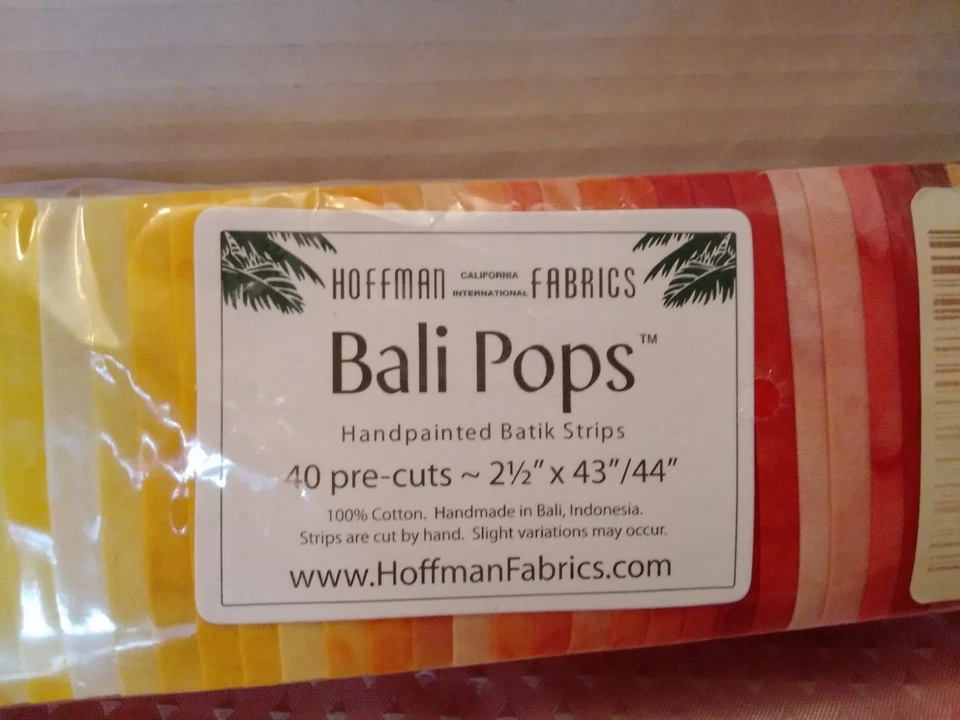 HOFFMAN CALIFORNIA INTERNATIONAL FABRICS
Bali Pops™
Handpainted Batik Strips
40 pre-cuts ~ 2½" x 43"/44"
100% Cotton. Handmade in Bali, Indonesia.
Strips are cut by hand. Slight variations may occur.
www.HoffmanFabrics.com